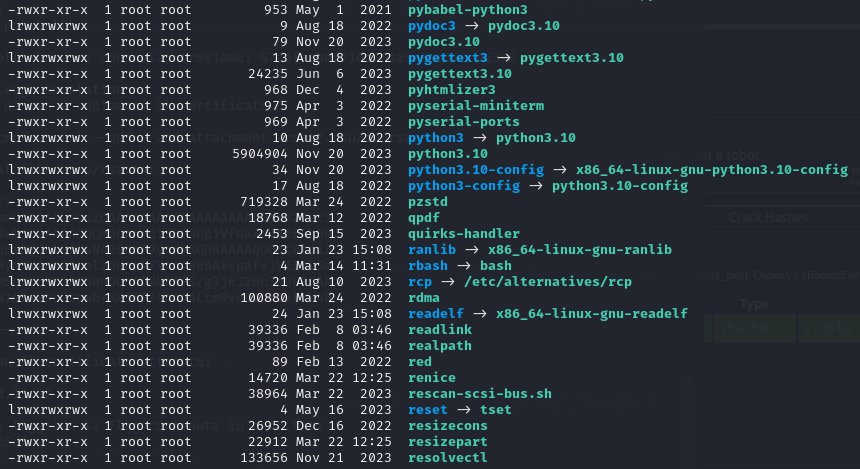 -rwxr-xr-x 1 root root 953 May 1 2021 pybabel-python3
lrwxrwxrwx 1 root root 9 Aug 18 2022 pydoc3 → pydoc3.10
-rwxr-xr-x 1 root root 79 Nov 20 2023 pydoc3.10
lrwxrwxrwx 1 root root 13 Aug 18 2022 pygettext3 → pygettext3.10
-rwxr-xr-x 1 root root 24235 Jun 6 2023 pygettext3.10
-rwxr-xr-x 1 root root 968 Dec 4 2023 pyhtmlizer3
-rwxr-xr-x 1 root root 975 Apr 3 2022 pyserial-miniterm
-rwxr-xr-x 1 root root 969 Apr 3 2022 pyserial-ports
lrwxrwxrwx 1 root root 10 Aug 18 2022 python3 → python3.10
-rwxr-xr-x 1 root root 5904904 Nov 20 2023 python3.10
lrwxrwxrwx 1 root root 34 Nov 20 2023 python3.10-config → x86_64-linux-gnu-python3.10-config
lrwxrwxrwx 1 root root 17 Aug 18 2022 python3-config → python3.10-config
-rwxr-xr-x 1 root root 719328 Mar 24 2022 pzstd
-rwxr-xr-x 1 root root 18768 Mar 12 2022 qpdf
-rwxr-xr-x 1 root root 2453 Sep 15 2023 quirks-handler
lrwxrwxrwx 1 root root 23 Jan 23 15:08 ranlib → x86_64-linux-gnu-ranlib
lrwxrwxrwx 1 root root 4 Mar 14 11:31 rbash → bash
lrwxrwxrwx 1 root root 21 Aug 10 2023 rcp → /etc/alternatives/rcp
-rwxr-xr-x 1 root root 100880 Mar 24 2022 rdma
lrwxrwxrwx 1 root root 24 Jan 23 15:08 readelf → x86_64-linux-gnu-readelf
-rwxr-xr-x 1 root root 39336 Feb 8 03:46 readlink
-rwxr-xr-x 1 root root 39336 Feb 8 03:46 realpath
-rwxr-xr-x 1 root root 89 Feb 13 2022 red
-rwxr-xr-x 1 root root 14720 Mar 22 12:25 renice
-rwxr-xr-x 1 root root 38964 Mar 22 2023 rescan-scsi-bus.sh
lrwxrwxrwx 1 root root 4 May 16 2023 reset → tset
-rwxr-xr-x 1 root root 26952 Dec 16 2022 resizecons
-rwxr-xr-x 1 root root 22912 Mar 22 12:25 resizepart
-rwxr-xr-x 1 root root 133656 Nov 21 2023 resolvectl
a robot
Crack Hashes
Type